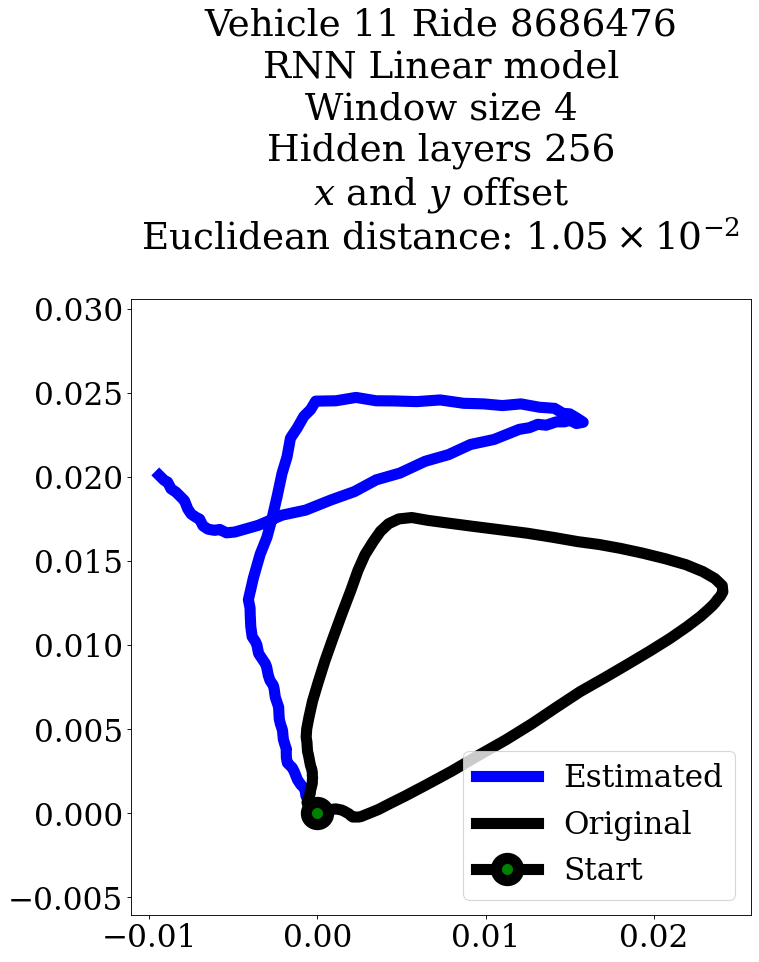 Vehicle 11 Ride 8686476
RNN Linear model
Window size 4
Hidden layers 256
x and y offset
Euclidean distance: 1.05 × 10⁻²
0.030
0.025
0.020
0.015
0.010
0.005
0.000
−0.005
−0.01 0.00 0.01 0.02
Estimated
Original
Start